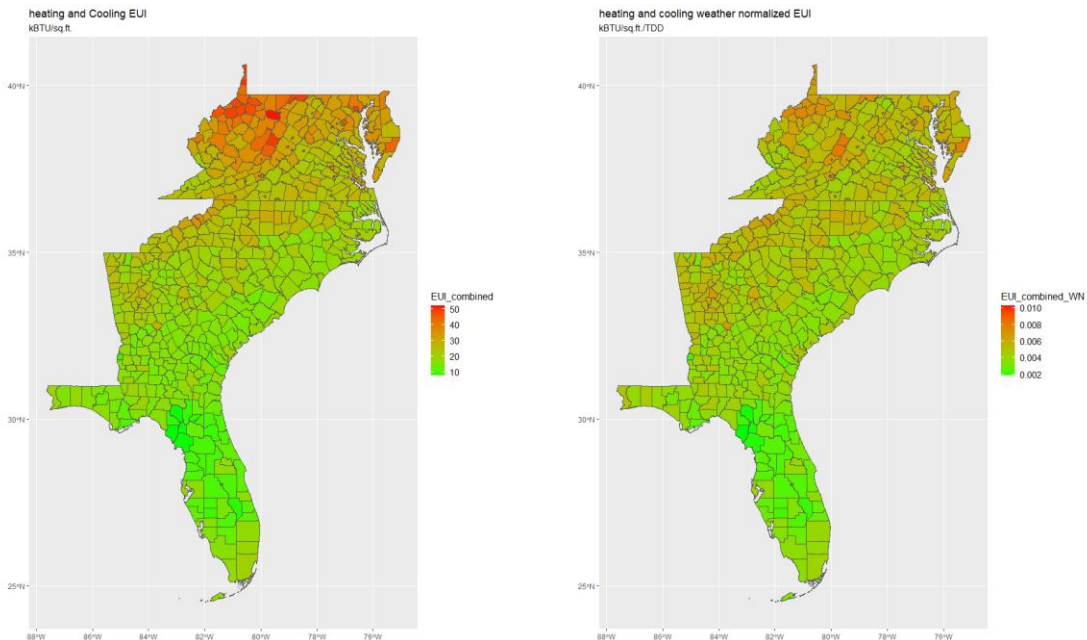 heating and Cooling EUI
kBTU/sq.ft.
40°N
35°N
30°N
25°N
88°W
86°W
84°W
82°W
80°W
78°W
76°W
EUI_combined
50
40
30
20
10
heating and cooling weather normalized EUI
kBTU/sq.ft./TDD
40°N
35°N
30°N
25°N
88°W
86°W
84°W
82°W
80°W
78°W
76°W
EUI_combined_WN
0.010
0.008
0.006
0.004
0.002